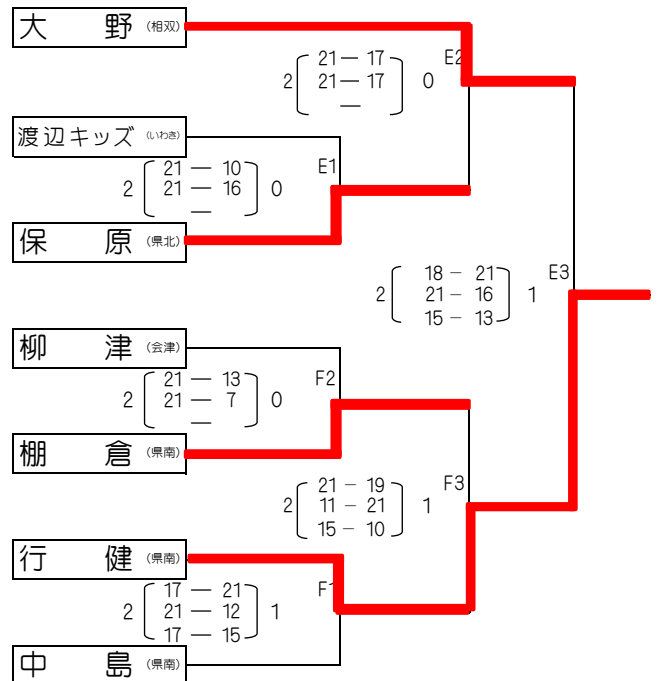 大 野 (相双)
21 — 17 E2
2 21 — 17 0
—
渡辺キッズ (いわき)
21 — 10 E1
2 21 — 16 0
—
保 原 (県北)
18 — 21 E3
2 21 — 16 1
15 — 13
柳 津 (会津)
21 — 13 F2
2 21 — 7 0
—
棚 倉 (県南)
21 — 19 F3
2 11 — 21 1
15 — 10
行 健 (県南)
17 — 21 F1
2 21 — 12 1
17 — 15
中 島 (県南)